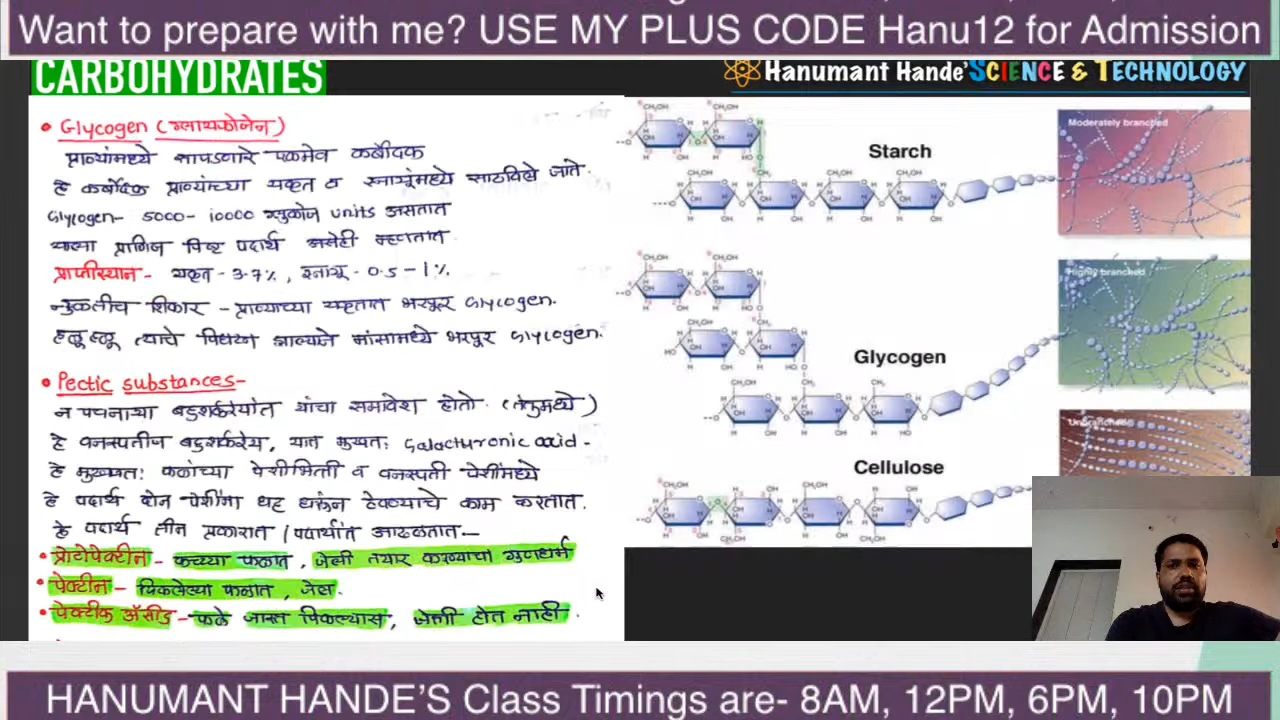 Want to prepare with me? USE MY PLUS CODE Hanu12 for Admission
CARBOHYDRATES
Hanumant Hande'SCIENCE & TECHNOLOGY
• Glycogen (ग्लायकोजेन)
प्राण्यांमध्ये सापडणारे एकमेव कर्बोदक
हे कर्बोदक प्राण्यांच्या यकृत व स्नायूंमध्ये साठविले जाते.
Glycogen- 5000-10000 ग्लुकोज units असतात
याला प्राणिज पिष्ट पदार्थ असेही म्हणतात.
प्राप्तीस्थान- यकृत-3-7%, स्नायू-0.5-1%
नुकतीच शिकार - प्राण्याच्या यकृतात भरपूर Glycogen.
हळू हळू त्याचे विघटन झाल्याने मांसामध्ये भरपूर Glycogen.
• Pectic substances-
न पचनाऱ्या बहुशर्करेयांत यांचा समावेश होतो. (तंतुमध्ये)
हे वनस्पतीज बहुशर्करेय, यात मुख्यतः Galacturonic acid-
हे मुख्यतः फळांच्या पेशीभिती व वनस्पती पेशींमध्ये
हे पदार्थ दोन पेशींना घट्ट धरून ठेवण्याचे काम करतात.
हे पदार्थ तीन प्रकारात/पदार्थांत आढळतात-
• प्रोटोपेक्टीन - कच्च्या फळात, जेली तयार करण्याचा गुणधर्म
• पेक्टीन - पिकलेल्या फळात, जेल.
• पेक्टीक ॲसीड - फळे जास्त पिकल्यास, जेली होत नाही.
Starch
Moderately branched
Glycogen
Highly branched
Cellulose
Unbranched
HANUMANT HANDE'S Class Timings are- 8AM, 12PM, 6PM, 10PM